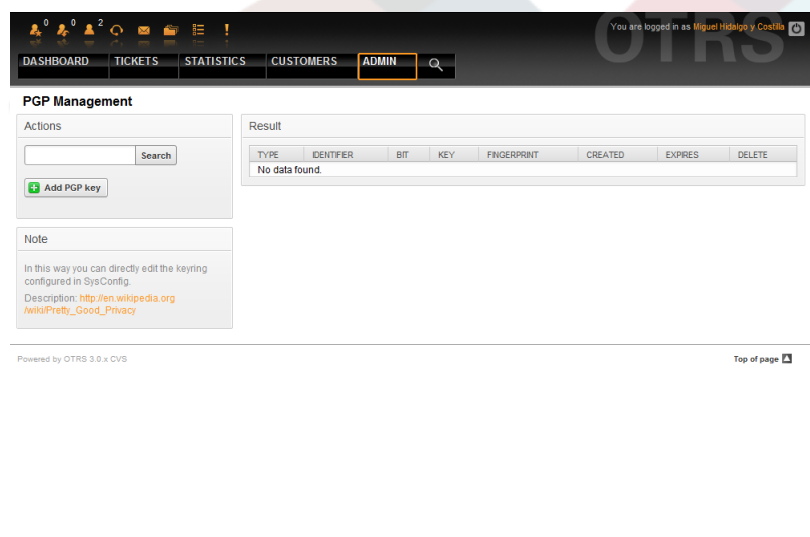 0 0 2
You are logged in as Miguel Hidalgo y Costilla
OTRS
DASHBOARD TICKETS STATISTICS CUSTOMERS ADMIN
PGP Management
Actions
Search
Add PGP key
Result
TYPE IDENTIFIER BIT KEY FINGERPRINT CREATED EXPIRES DELETE
No data found.
Note
In this way you can directly edit the keyring
configured in SysConfig.
Description: http://en.wikipedia.org
/wiki/Pretty_Good_Privacy
Powered by OTRS 3.0.x CVS
Top of page